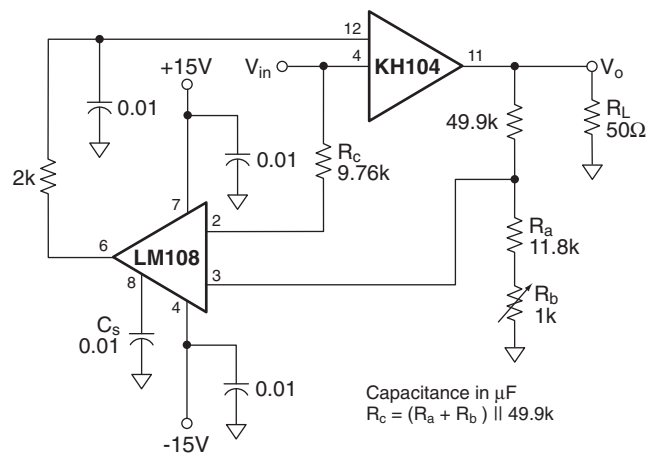 12
+15V
V_in
4
KH104
11
V_o
0.01
49.9k
R_L
50Ω
0.01
R_c
9.76k
2k
7
2
R_a
11.8k
6
LM108
3
8
4
R_b
1k
C_s
0.01
0.01
Capacitance in μF
R_c = (R_a + R_b ) || 49.9k
-15V